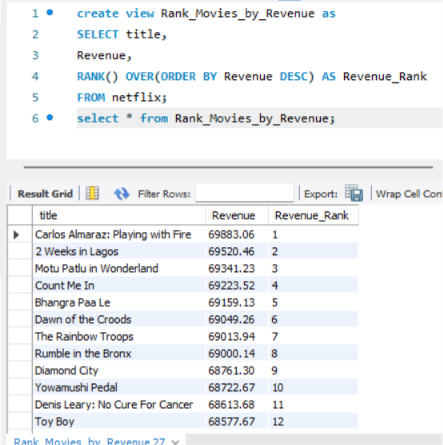 1 create view Rank_Movies_by_Revenue as
2 SELECT title,
3 Revenue,
4 RANK() OVER(ORDER BY Revenue DESC) AS Revenue_Rank
5 FROM netflix;
6 select * from Rank_Movies_by_Revenue;
Result Grid Filter Rows: Export: Wrap Cell Con
title Revenue Revenue_Rank
Carlos Almaraz: Playing with Fire 69883.06 1
2 Weeks in Lagos 69520.46 2
Motu Patlu in Wonderland 69341.23 3
Count Me In 69223.52 4
Bhangra Paa Le 69159.13 5
Dawn of the Croods 69049.26 6
The Rainbow Troops 69013.94 7
Rumble in the Bronx 69000.14 8
Diamond City 68761.30 9
Yowamushi Pedal 68722.67 10
Denis Leary: No Cure For Cancer 68613.68 11
Toy Boy 68577.67 12
Rank_Movies_by_Revenue 27